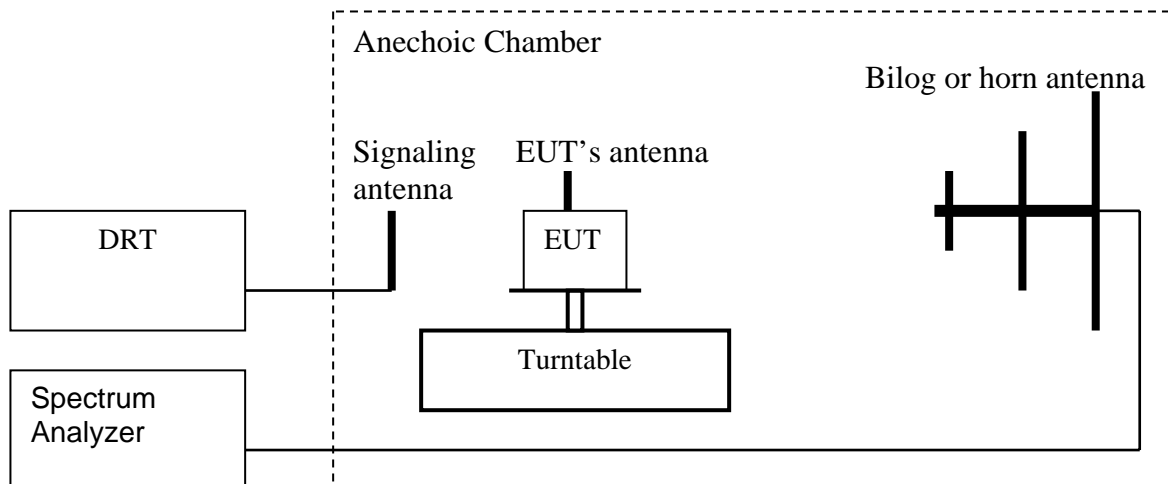 Anechoic Chamber
Bilog or horn antenna
Signaling
antenna
EUT’s antenna
DRT
EUT
Turntable
Spectrum
Analyzer